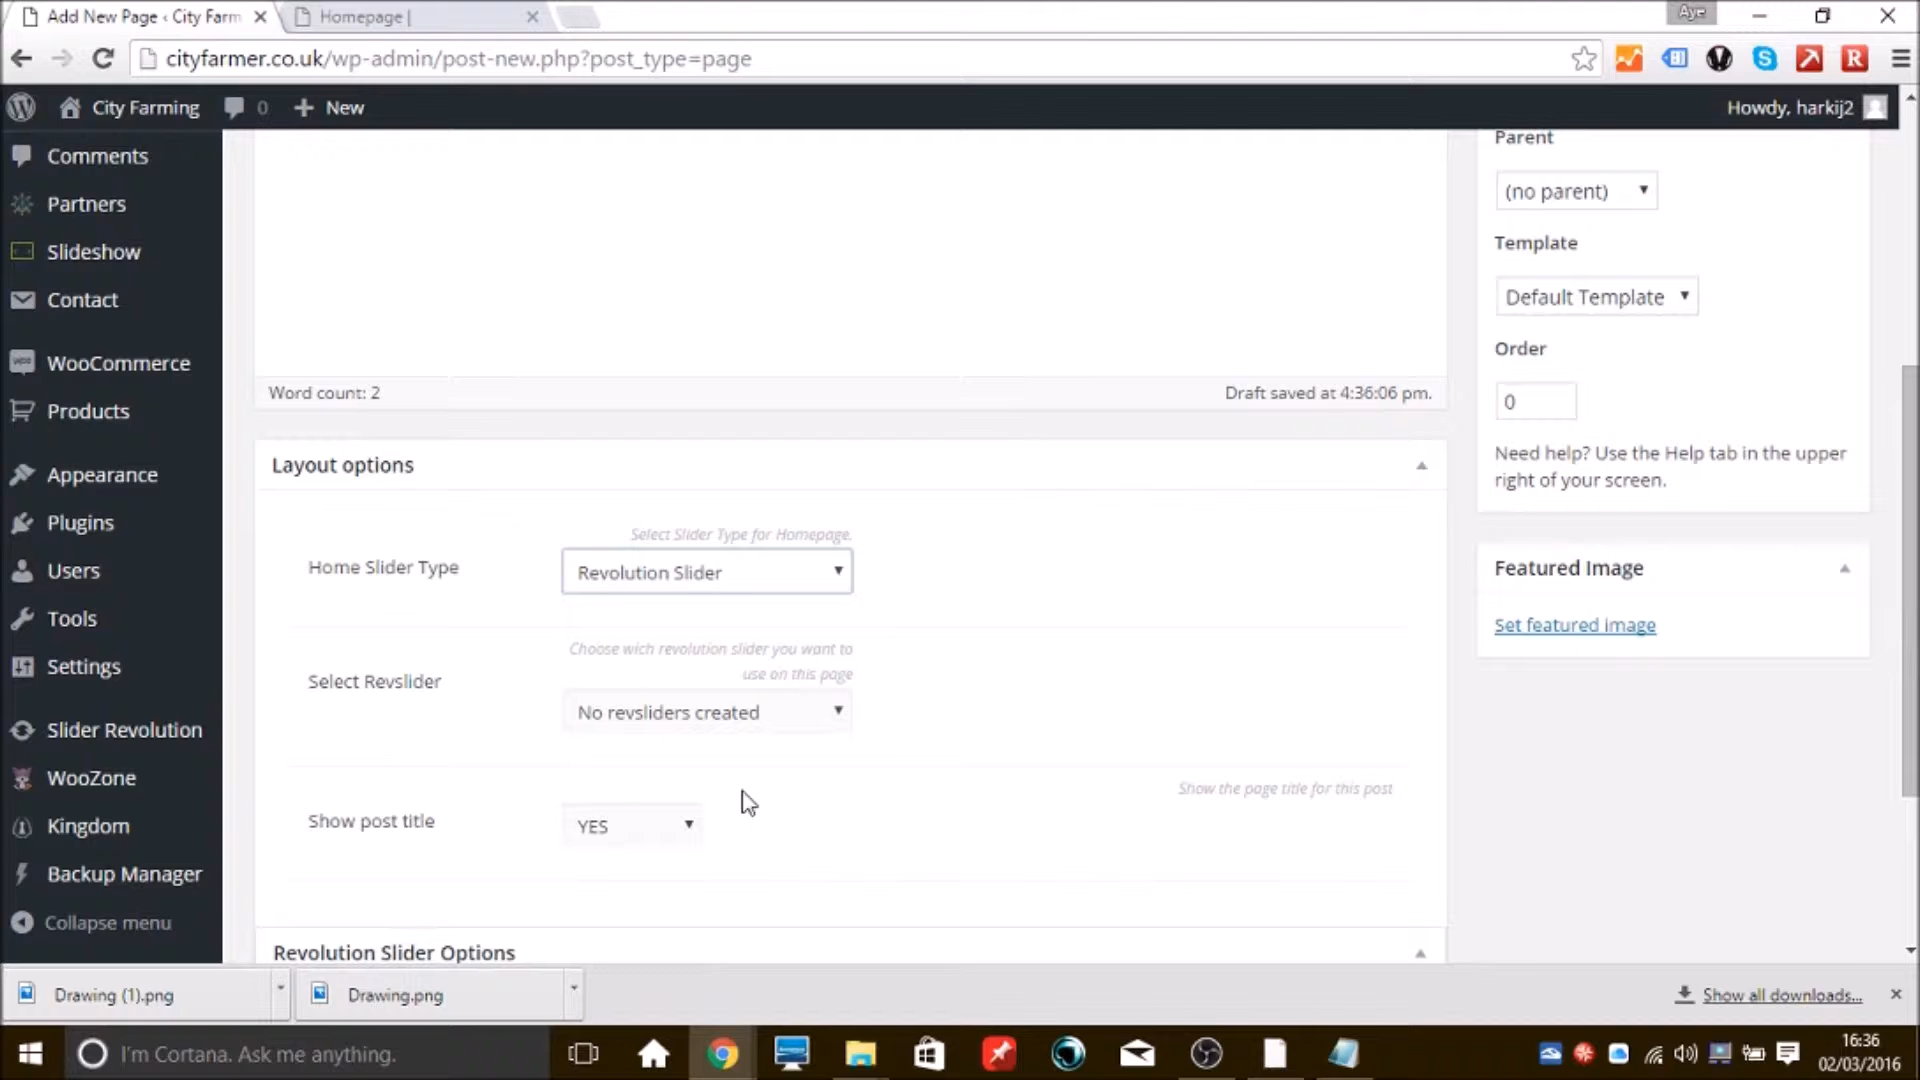 Add New Page ‹ City Farm
Homepage |
Aye
cityfarmer.co.uk/wp-admin/post-new.php?post_type=page
City Farming
0
New
Howdy, harkij2
Comments
Partners
Slideshow
Contact
WooCommerce
Products
Appearance
Plugins
Users
Tools
Settings
Slider Revolution
WooZone
Kingdom
Backup Manager
Collapse menu
Word count: 2
Draft saved at 4:36:06 pm.
Layout options
Select Slider Type for Homepage.
Home Slider Type
Revolution Slider
Choose wich revolution slider you want to
use on this page
Select Revslider
No revsliders created
Show the page title for this post
Show post title
YES
Revolution Slider Options
Parent
(no parent)
Template
Default Template
Order
0
Need help? Use the Help tab in the upper
right of your screen.
Featured Image
Set featured image
Drawing (1).png
Drawing.png
Show all downloads...
I'm Cortana. Ask me anything.
16:36
02/03/2016